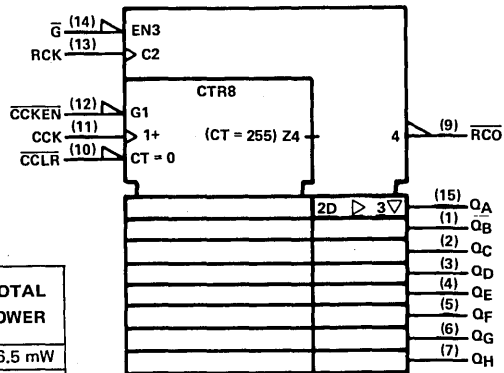 G̅ (14) EN3
RCK (13) C2
CTR8
C̅C̅K̅E̅N̅ (12) G1
CCK (11) 1+ (CT = 255) Z4 4 (9) R̅C̅O̅
C̅C̅L̅R̅ (10) CT = 0
2D ▷ 3▽ (15) QA
(1) QB
(2) QC
(3) QD
(4) QE
(5) QF
(6) QG
(7) QH
OTAL
OWER
6.5 mW